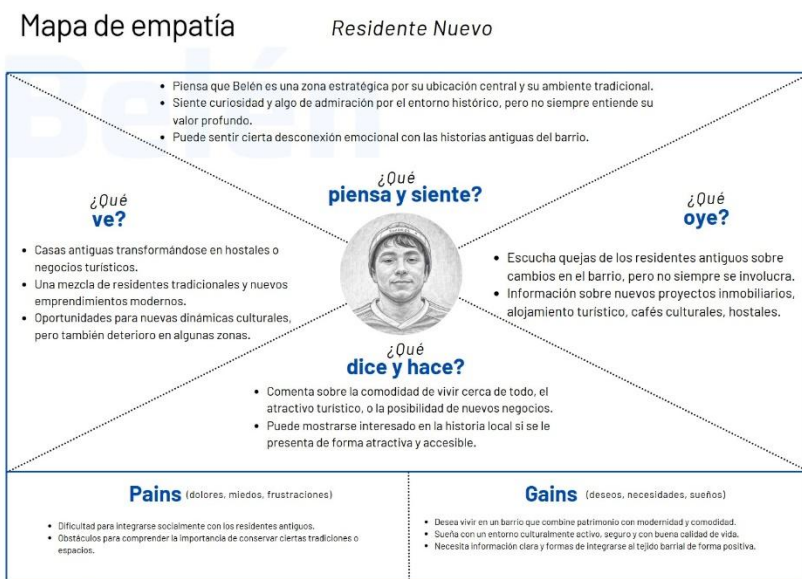 Mapa de empatía
Residente Nuevo
Belén
• Piensa que Belén es una zona estratégica por su ubicación central y su ambiente tradicional.
• Siente curiosidad y algo de admiración por el entorno histórico, pero no siempre entiende su
valor profundo.
• Puede sentir cierta desconexión emocional con las historias antiguas del barrio.
¿Qué
piensa y siente?
¿Qué
ve?
• Casas antiguas transformándose en hostales o
negocios turísticos.
• Una mezcla de residentes tradicionales y nuevos
emprendimientos modernos.
• Oportunidades para nuevas dinámicas culturales,
pero también deterioro en algunas zonas.
¿Qué
oye?
• Escucha quejas de los residentes antiguos sobre
cambios en el barrio, pero no siempre se involucra.
• Información sobre nuevos proyectos inmobiliarios,
alojamiento turístico, cafés culturales, hostales.
¿Qué
dice y hace?
• Comenta sobre la comodidad de vivir cerca de todo, el
atractivo turístico, o la posibilidad de nuevos negocios.
• Puede mostrarse interesado en la historia local si se le
presenta de forma atractiva y accesible.
Pains (dolores, miedos, frustraciones)
• Dificultad para integrarse socialmente con los residentes antiguos.
• Obstáculos para comprender la importancia de conservar ciertas tradiciones o
espacios.
Gains (deseos, necesidades, sueños)
• Desea vivir en un barrio que combine patrimonio con modernidad y comodidad.
• Sueña con un entorno culturalmente activo, seguro y con buena calidad de vida.
• Necesita información clara y formas de integrarse al tejido barrial de forma positiva.